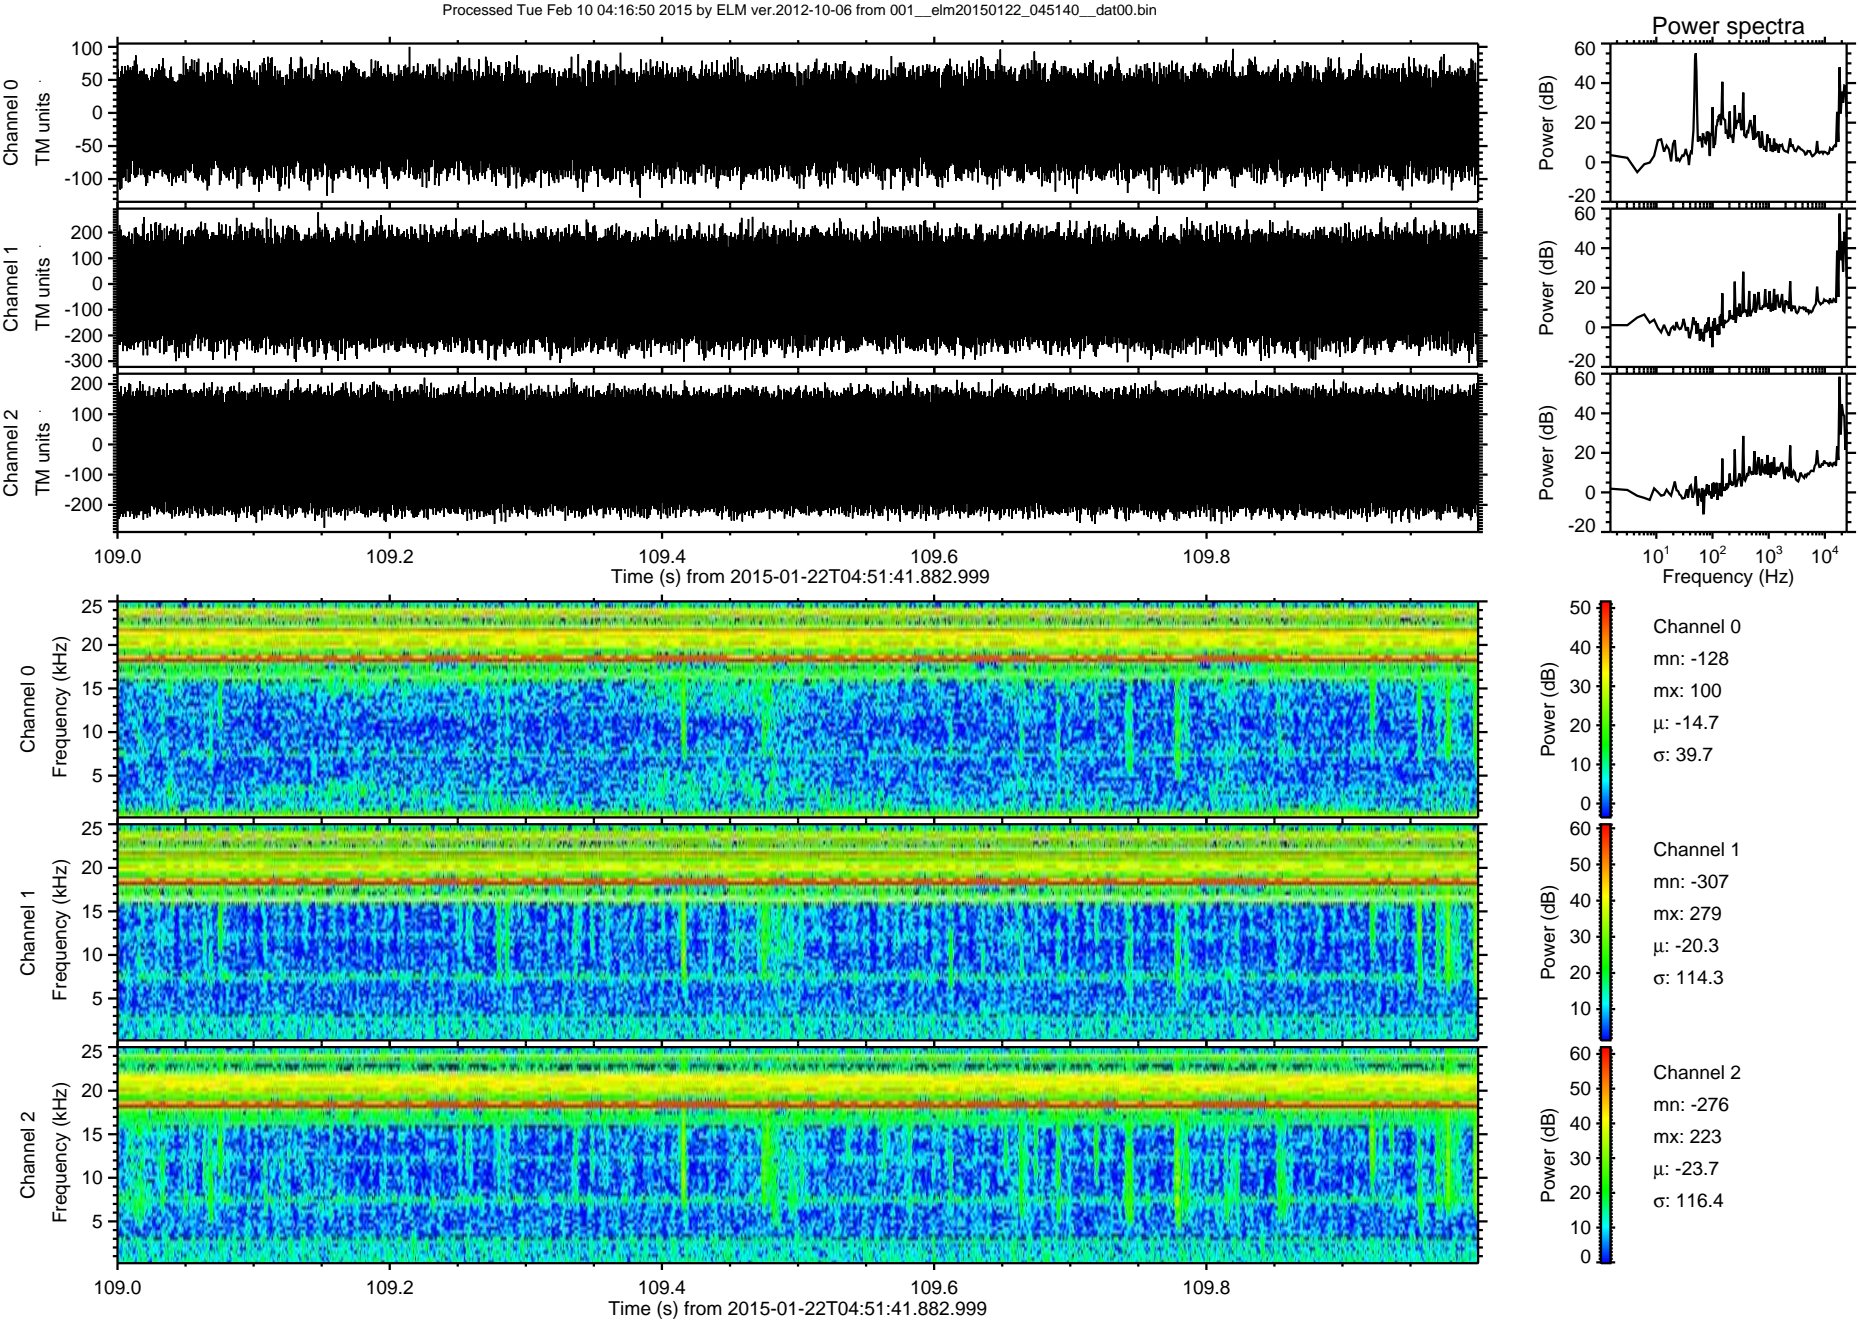 Processed Tue Feb 10 04:16:50 2015 by ELM ver.2012-10-06 from 001__elm20150122_045140__dat00.bin
Power spectra
Channel 0
TM units
100
50
0
-50
-100
Power (dB)
60
40
20
0
-20
Channel 1
TM units
200
100
0
-100
-200
-300
Power (dB)
60
40
20
0
-20
Channel 2
TM units
200
100
0
-100
-200
Power (dB)
60
40
20
0
-20
109.0 109.2 109.4 109.6 109.8
Time (s) from 2015-01-22T04:51:41.882.999
10¹ 10² 10³ 10⁴
Frequency (Hz)
Channel 0
Frequency (kHz)
25
20
15
10
5
Power (dB)
50
40
30
20
10
0
Channel 0
mn: -128
mx: 100
μ: -14.7
σ: 39.7
Channel 1
Frequency (kHz)
25
20
15
10
5
Power (dB)
60
50
40
30
20
10
Channel 1
mn: -307
mx: 279
μ: -20.3
σ: 114.3
Channel 2
Frequency (kHz)
25
20
15
10
5
Power (dB)
60
50
40
30
20
10
0
Channel 2
mn: -276
mx: 223
μ: -23.7
σ: 116.4
109.0 109.2 109.4 109.6 109.8
Time (s) from 2015-01-22T04:51:41.882.999